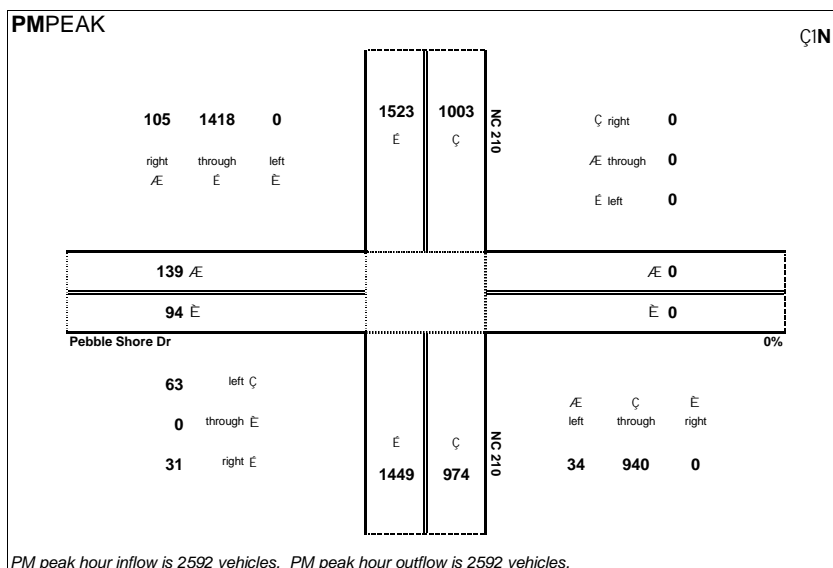 PMPEAK
Ç1N
105 1418 0
right through left
Æ É È
1523 1003
É Ç
NC 210
Ç right 0
Æ through 0
É left 0
139 Æ
94 È
Æ 0
È 0
Pebble Shore Dr
0%
63 left Ç
0 through È
31 right É
É Ç
1449 974
NC 210
Æ Ç È
left through right
34 940 0
PM peak hour inflow is 2592 vehicles. PM peak hour outflow is 2592 vehicles.